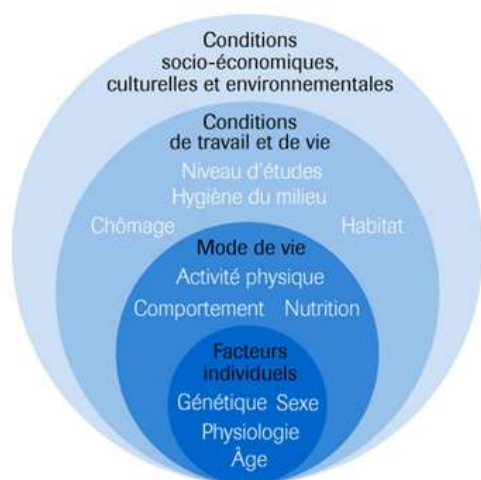 Conditions
socio-économiques,
culturelles et environnementales
Conditions
de travail et de vie
Niveau d'études
Hygiène du milieu
Chômage Habitat
Mode de vie
Activité physique
Comportement Nutrition
Facteurs
individuels
Génétique Sexe
Physiologie
Âge